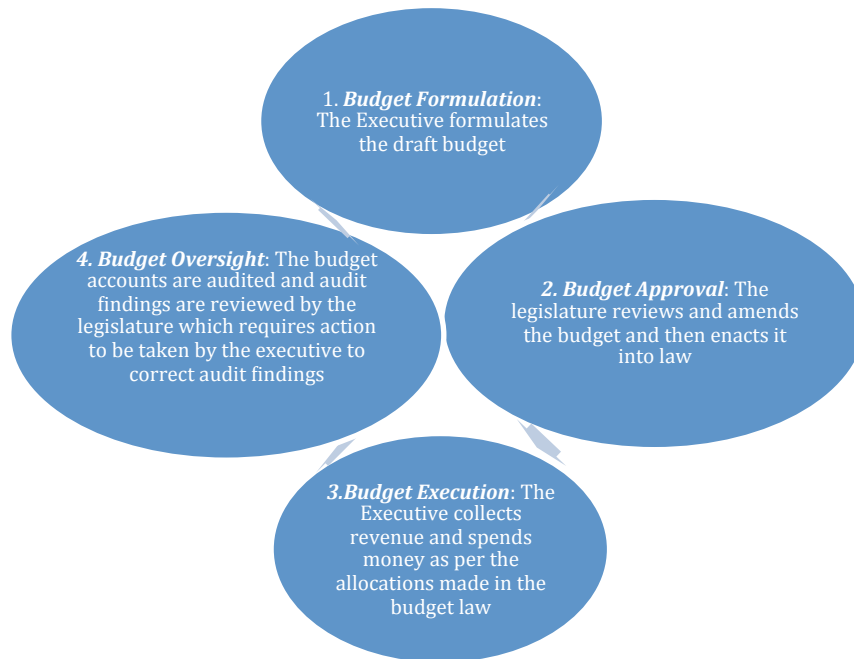 1. Budget Formulation:
The Executive formulates
the draft budget
4. Budget Oversight: The budget
accounts are audited and audit
findings are reviewed by the
legislature which requires action
to be taken by the executive to
correct audit findings
2. Budget Approval: The
legislature reviews and amends
the budget and then enacts it
into law
3.Budget Execution: The
Executive collects
revenue and spends
money as per the
allocations made in the
budget law